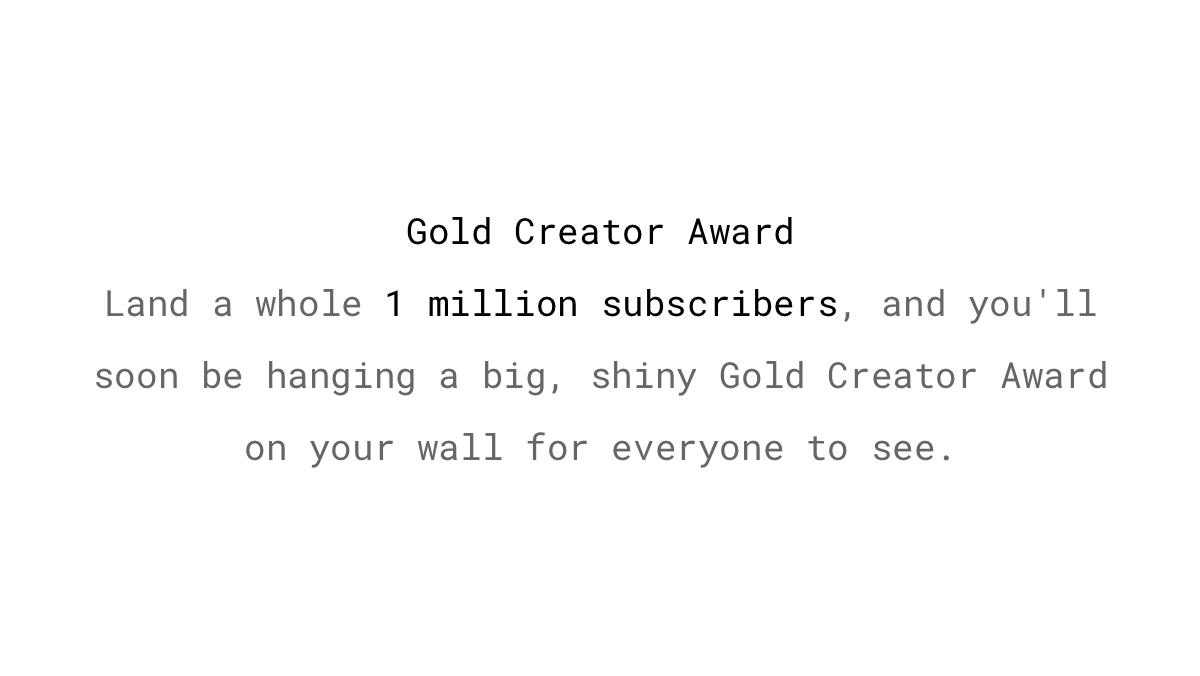 Gold Creator Award
Land a whole 1 million subscribers, and you'll
soon be hanging a big, shiny Gold Creator Award
on your wall for everyone to see.